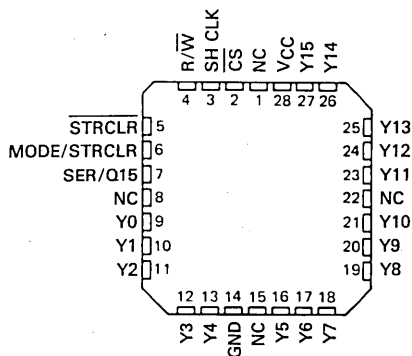 R/W̅
SH CLK
C̅S̅
NC
VCC
Y15
Y14
4 3 2 1 28 27 26
S̅T̅R̅C̅L̅R̅ 5
MODE/STRCLR 6
SER/Q15 7
NC 8
Y0 9
Y1 10
Y2 11
25 Y13
24 Y12
23 Y11
22 NC
21 Y10
20 Y9
19 Y8
12 13 14 15 16 17 18
Y3
Y4
GND
NC
Y5
Y6
Y7